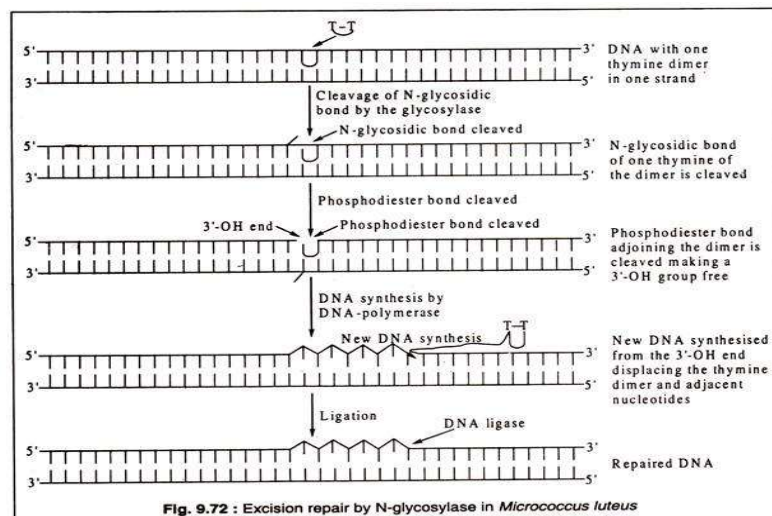 T-T
5' 3'
3' 5'
DNA with one
thymine dimer
in one strand
Cleavage of N-glycosidic
bond by the glycosylase
N-glycosidic bond cleaved
5' 3'
3' 5'
N-glycosidic bond
of one thymine of
the dimer is cleaved
Phosphodiester bond cleaved
3'-OH end
Phosphodiester bond cleaved
5' 3'
3' 5'
Phosphodiester bond
adjoining the dimer is
cleaved making a
3'-OH group free
DNA synthesis by
DNA-polymerase
New DNA synthesis
T-T
5' 3'
3' 5'
New DNA synthesised
from the 3'-OH end
displacing the thymine
dimer and adjacent
nucleotides
Ligation
DNA ligase
5' 3'
3' 5'
Repaired DNA
Fig. 9.72 : Excision repair by N-glycosylase in Micrococcus luteus